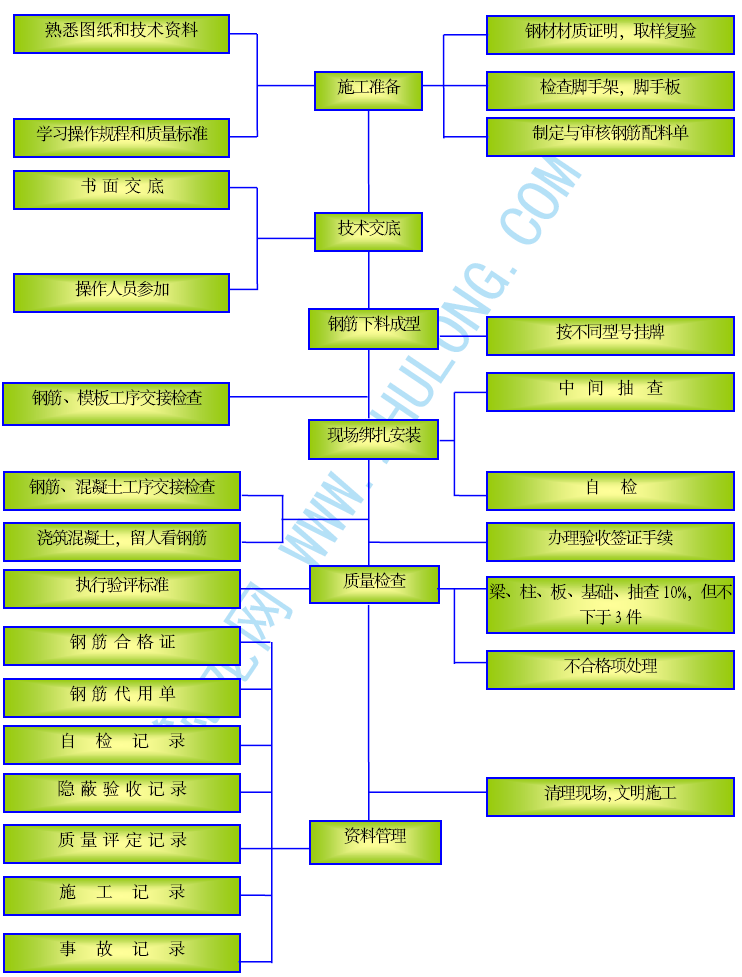 熟悉图纸和技术资料
钢材材质证明，取样复验
施工准备
检查脚手架，脚手板
学习操作规程和质量标准
制定与审核钢筋配料单
书面交底
技术交底
操作人员参加
钢筋下料成型
按不同型号挂牌
钢筋、模板工序交接检查
中间抽查
现场绑扎安装
钢筋、混凝土工序交接检查
自检
浇筑混凝土，留人看钢筋
办理验收签证手续
执行验评标准
质量检查
梁、柱、板、基础、抽查10%，但不
下于3件
钢筋合格证
不合格项处理
钢筋代用单
自检记录
隐蔽验收记录
清理现场,文明施工
质量评定记录
资料管理
施工记录
事故记录